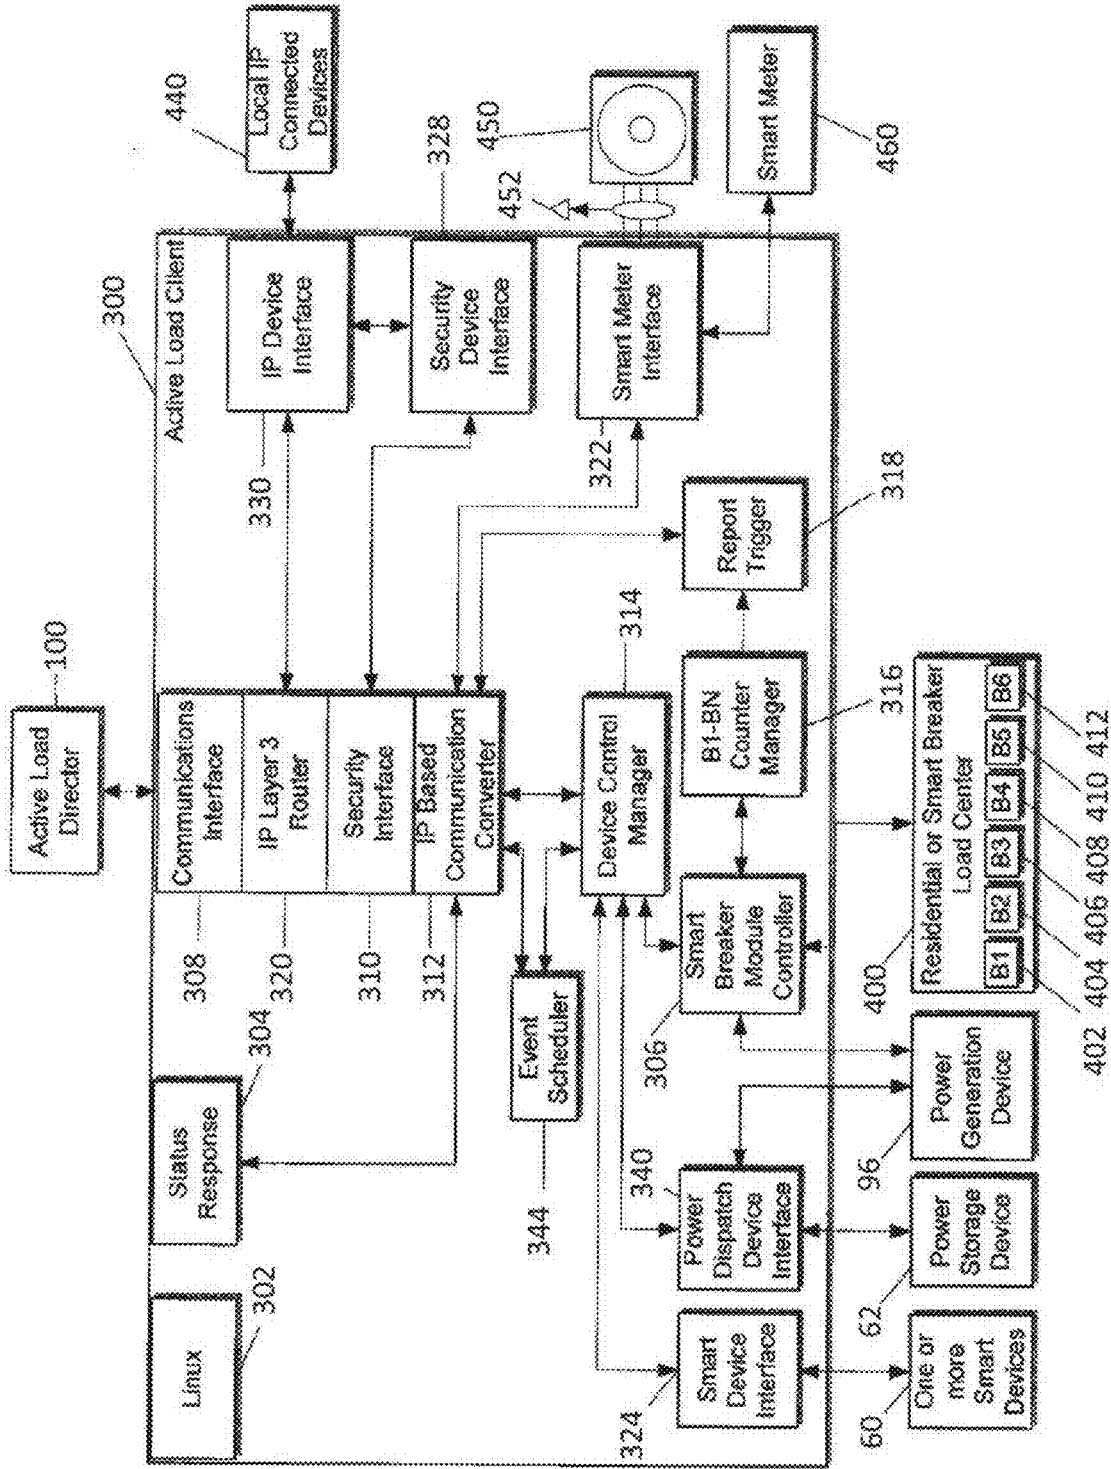 Active Load
Director
100
300
Active Load Client
Linux
302
Status
Response
304
Communications
Interface
308
IP Layer 3
Router
320
Security
Interface
310
IP Based
Communication
Converter
312
IP Device
Interface
330
Local IP
Connected
Devices
440
Security
Device
Interface
328
Smart Meter
Interface
322
452
450
Smart Meter
460
Event
Scheduler
344
Device Control
Manager
314
Smart
Device
Interface
324
Power
Dispatch
Device
Interface
340
Smart
Breaker
Module
Controller
306
B1-BN
Counter
Manager
316
Report
Trigger
318
One or
more
Smart
Devices
60
Power
Storage
Device
62
Power
Generation
Device
96
Residential or Smart Breaker
Load Center
400
B1 B2 B3 B4 B5 B6
402 404 406 408 410 412